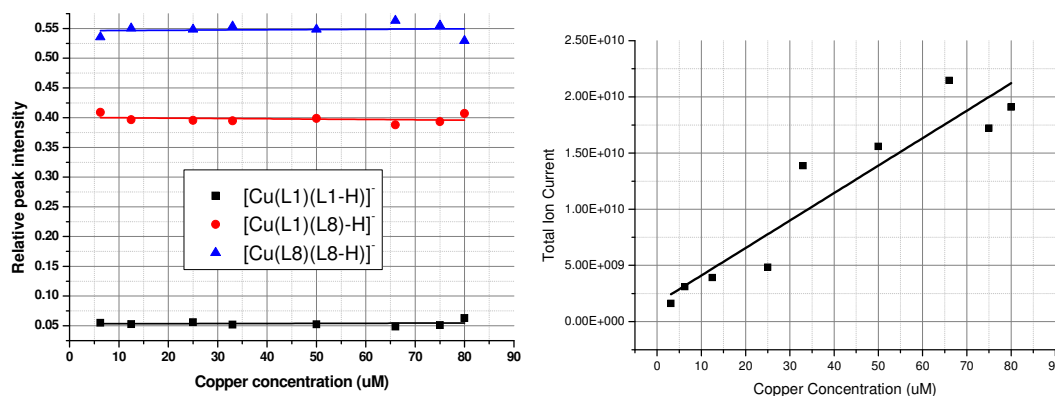 Relative peak intensity
0.55
0.50
0.45
0.40
0.35
0.30
0.25
0.20
0.15
0.10
0.05
[Cu(L1)(L1-H)]⁻
[Cu(L1)(L8)-H]⁻
[Cu(L8)(L8-H)]⁻
0 10 20 30 40 50 60 70 80 90
Copper concentration (uM)
Total Ion Current
2.50E+010
2.00E+010
1.50E+010
1.00E+010
5.00E+009
0.00E+000
0 10 20 30 40 50 60 70 80 9
Copper Concentration (uM)